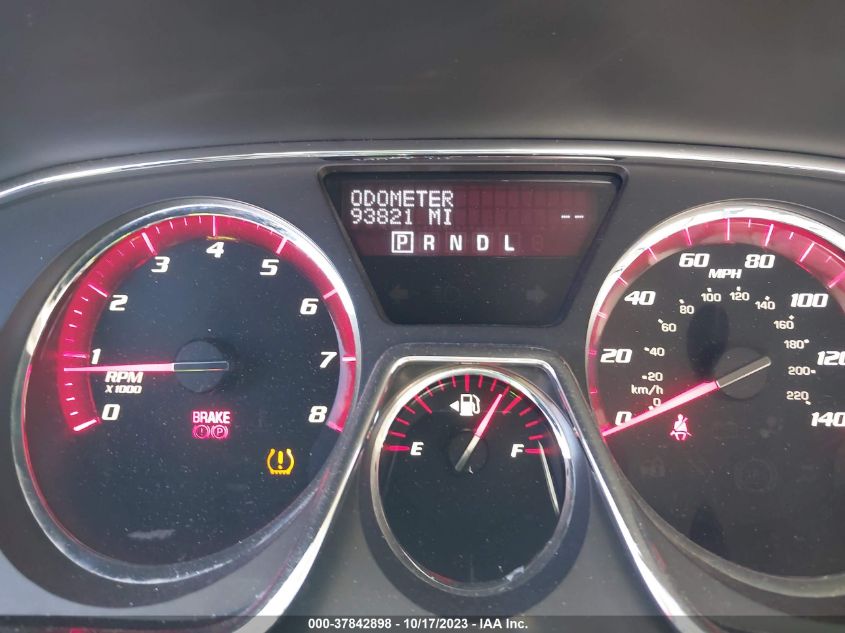 ODOMETER
93821 MI
--
P R N D L
0 1 2 3 4 5 6 7 8
RPM
X1000
BRAKE
P
E F
0 20 40 60 80 100 120 140
MPH
0 20 40 60 80 100 120 140 160 180 200 220
km/h
000-37842898 - 10/17/2023 - IAA Inc.